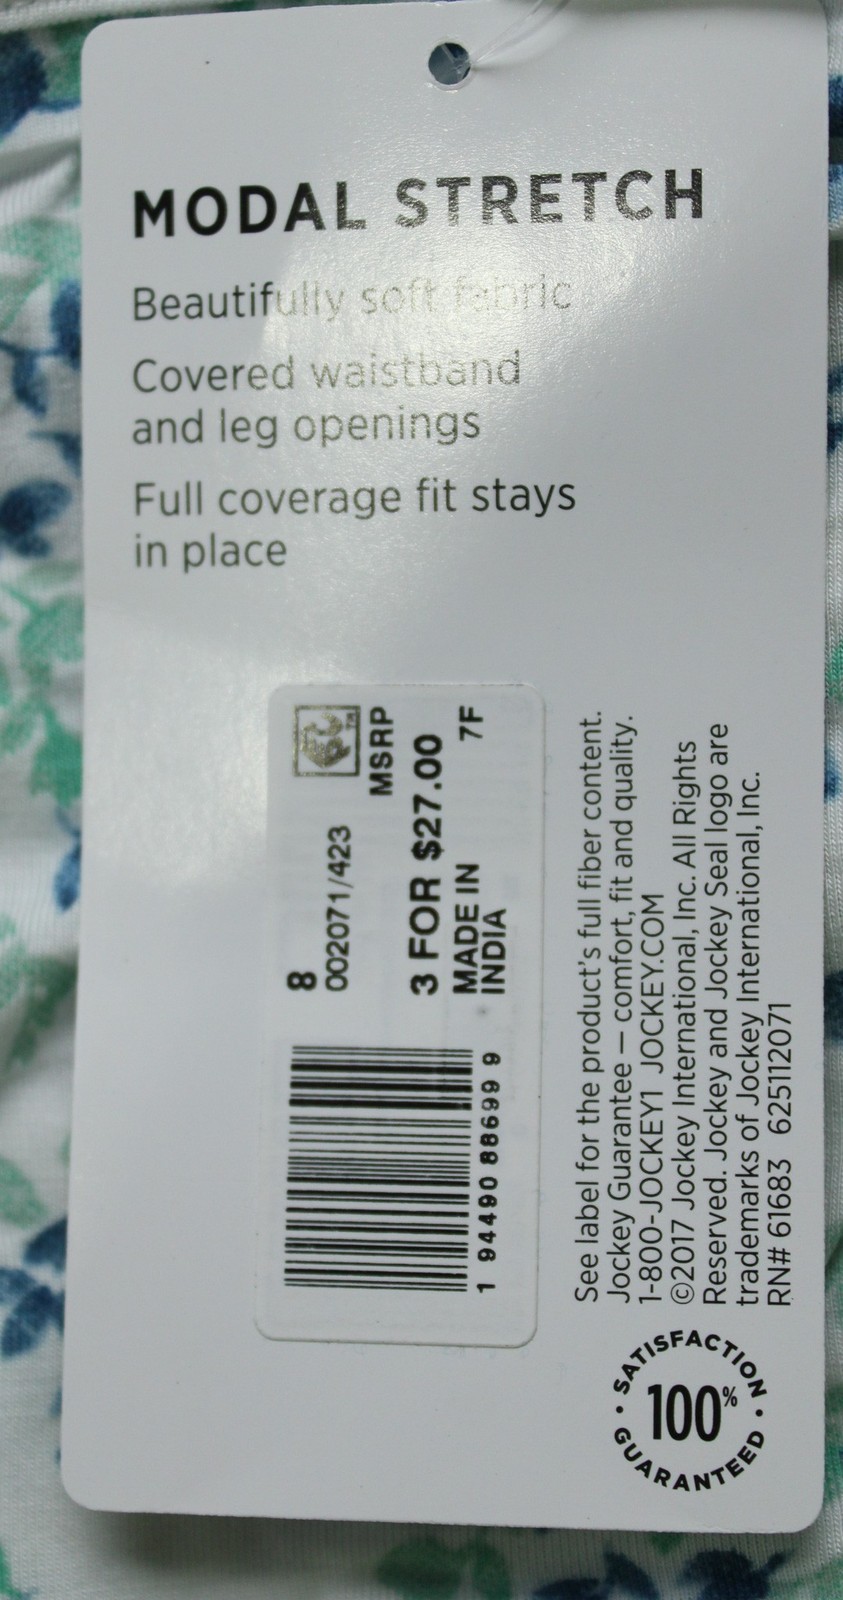 MODAL STRETCH
Beautifully soft fabric
Covered waistband
and leg openings
Full coverage fit stays
in place
8
002071/423
MSRP
3 FOR $27.00
MADE IN
INDIA
7F
1 94490 88699 9
See label for the product's full fiber content.
Jockey Guarantee – comfort, fit and quality.
1-800-JOCKEY1 JOCKEY.COM
©2017 Jockey International, Inc. All Rights
Reserved. Jockey and Jockey Seal logo are
trademarks of Jockey International, Inc.
RN# 61683 625112071
• SATISFACTION •
100%
GUARANTEED